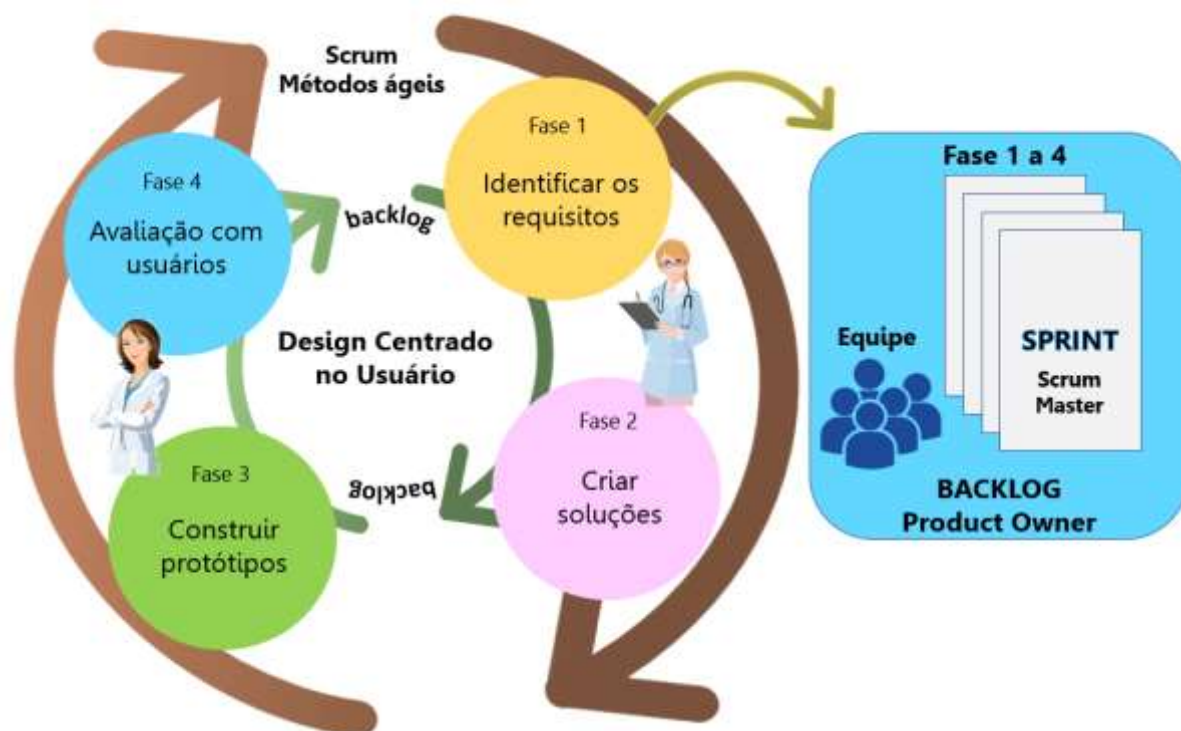 Scrum
Métodos ágeis
Fase 1
Identificar os
requisitos
Fase 4
Avaliação com
usuários
backlog
Design Centrado
no Usuário
Fase 2
Criar
soluções
Fase 3
Construir
protótipos
backlog
Fase 1 a 4
Equipe
SPRINT
Scrum
Master
BACKLOG
Product Owner